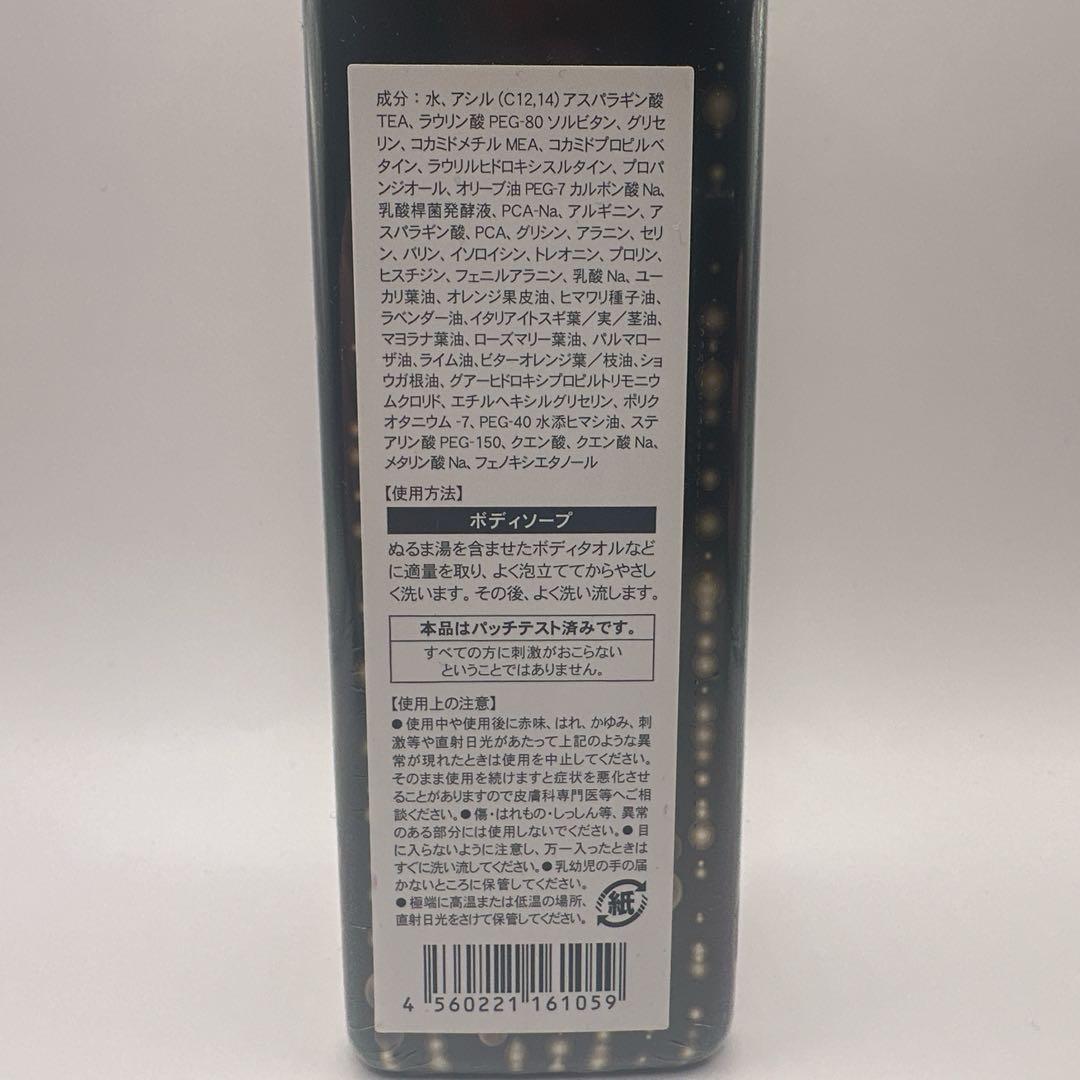 成分：水、アシル（C12,14）アスパラギン酸
TEA、ラウリン酸 PEG-80 ソルビタン、グリセ
リン、コカミドメチル MEA、コカミドプロピルベ
タイン、ラウリルヒドロキシスルタイン、プロパ
ンジオール、オリーブ油 PEG-7 カルボン酸 Na、
乳酸桿菌発酵液、PCA-Na、アルギニン、ア
スパラギン酸、PCA、グリシン、アラニン、セリ
ン、バリン、イソロイシン、トレオニン、プロリン、
ヒスチジン、フェニルアラニン、乳酸 Na、ユー
カリ葉油、オレンジ果皮油、ヒマワリ種子油、
ラベンダー油、イタリアイトスギ葉／実／茎油、
マヨラナ葉油、ローズマリー葉油、パルマロー
ザ油、ライム油、ビターオレンジ葉／枝油、ショ
ウガ根油、グアーヒドロキシプロピルトリモニウ
ムクロリド、エチルヘキシルグリセリン、ポリク
オタニウム -7、PEG-40 水添ヒマシ油、ステ
アリン酸 PEG-150、クエン酸、クエン酸 Na、
メタリン酸 Na、フェノキシエタノール
【使用方法】
ボディソープ
ぬるま湯を含ませたボディタオルなど
に適量を取り、よく泡立ててからやさし
く洗います。その後、よく洗い流します。
本品はパッチテスト済みです。
すべての方に刺激がおこらない
ということではありません。
【使用上の注意】
● 使用中や使用後に赤味、はれ、かゆみ、刺
激等や直射日光があたって上記のような異
常が現れたときは使用を中止してください。
そのまま使用を続けますと症状を悪化させ
ることがありますので皮膚科専門医等へご相
談ください。● 傷・はれもの・しっしん等、異常
のある部分には使用しないでください。● 目
に入らないように注意し、万一入ったときは
すぐに洗い流してください。● 乳幼児の手の届
かないところに保管してください。
● 極端に高温または低温の場所、
直射日光をさけて保管してください。
紙
4 560221 161059